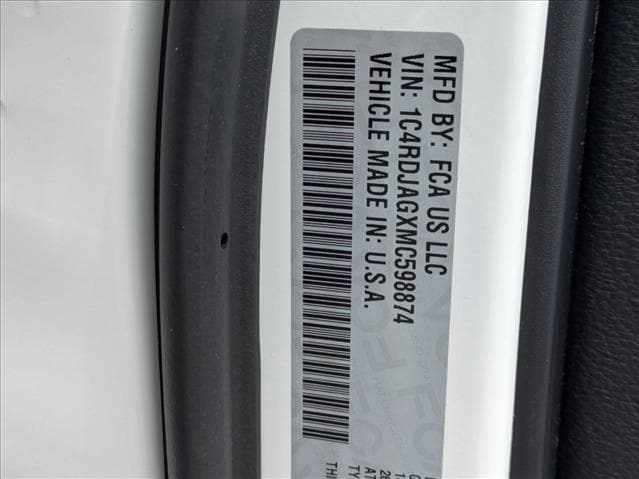 MFD BY: FCA US LLC
VIN: 1C4RDJAGXMC598874
VEHICLE MADE IN: U.S.A.